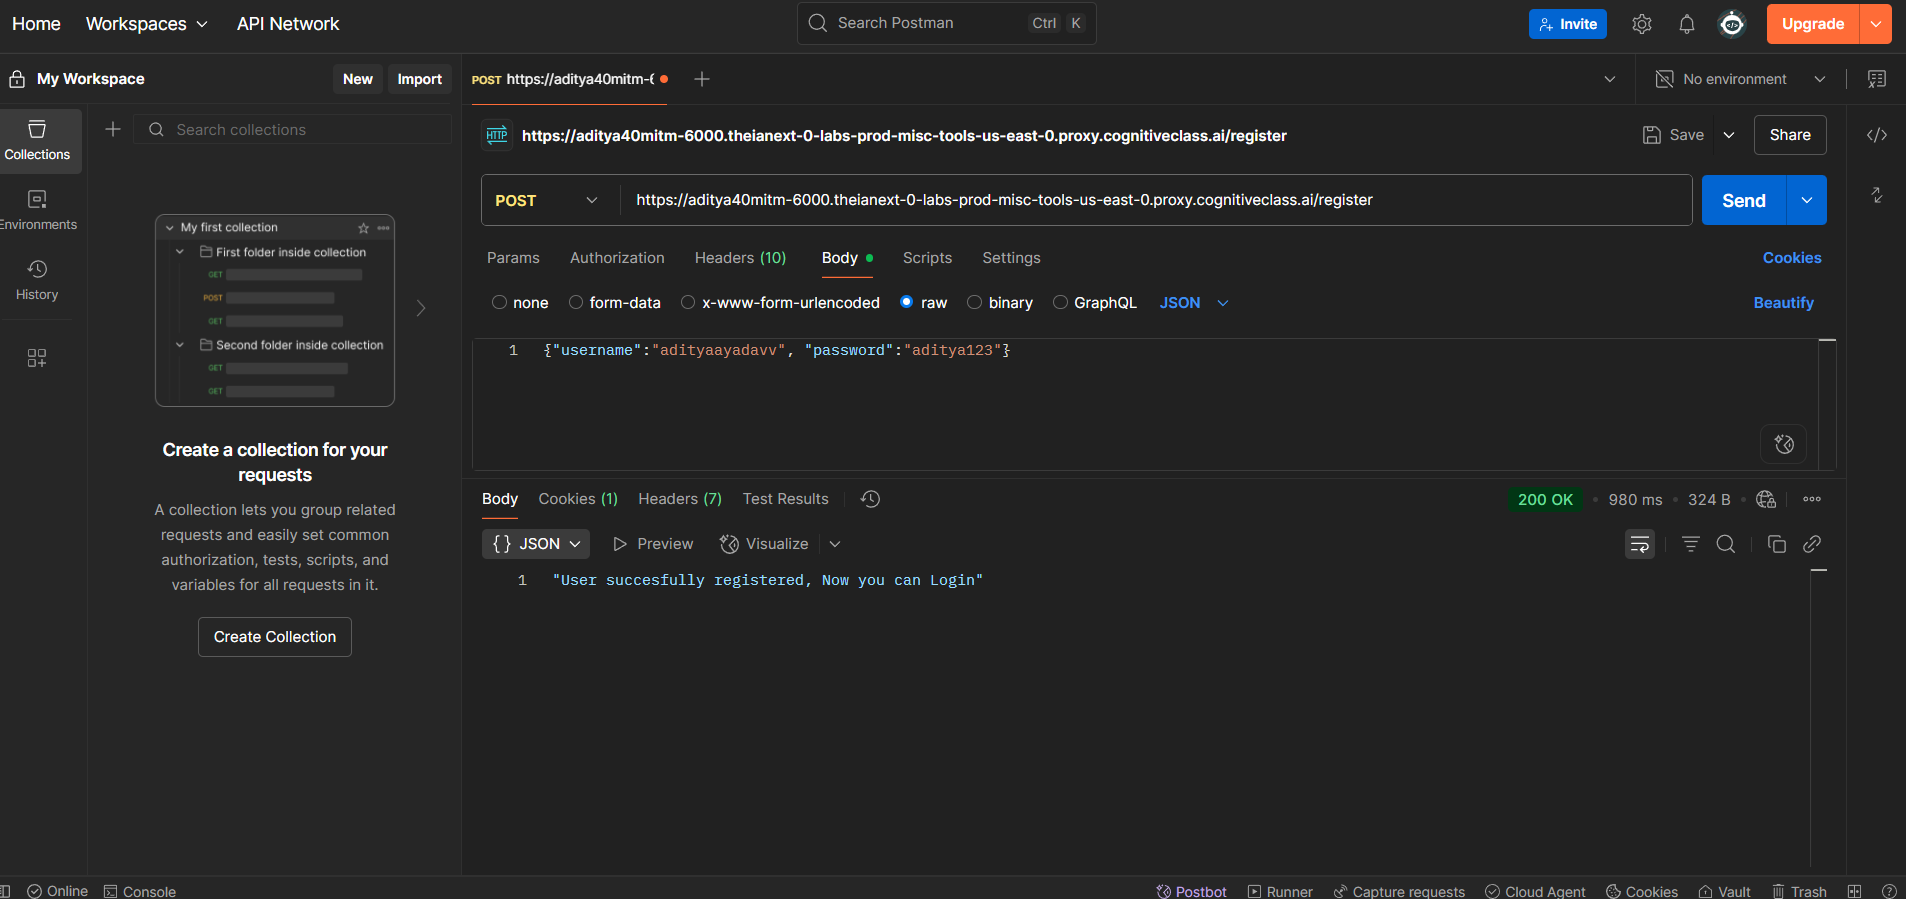 Home Workspaces API Network Search Postman Ctrl K Invite Upgrade
My Workspace New Import POST https://aditya40mitm-6 No environment
Collections Search collections
https://aditya40mitm-6000.theianext-0-labs-prod-misc-tools-us-east-0.proxy.cognitiveclass.ai/register Save Share
Environments
History
POST https://aditya40mitm-6000.theianext-0-labs-prod-misc-tools-us-east-0.proxy.cognitiveclass.ai/register Send
My first collection
First folder inside collection
GET
POST
GET
Second folder inside collection
GET
GET
Create a collection for your
requests
A collection lets you group related
requests and easily set common
authorization, tests, scripts, and
variables for all requests in it.
Create Collection
Params Authorization Headers (10) Body Scripts Settings Cookies
none form-data x-www-form-urlencoded raw binary GraphQL JSON Beautify
1 {"username":"adityaayadavv", "password":"aditya123"}
Body Cookies (1) Headers (7) Test Results 200 OK 980 ms 324 B
{} JSON Preview Visualize
1 "User succesfully registered, Now you can Login"
Online Console Postbot Runner Capture requests Cloud Agent Cookies Vault Trash